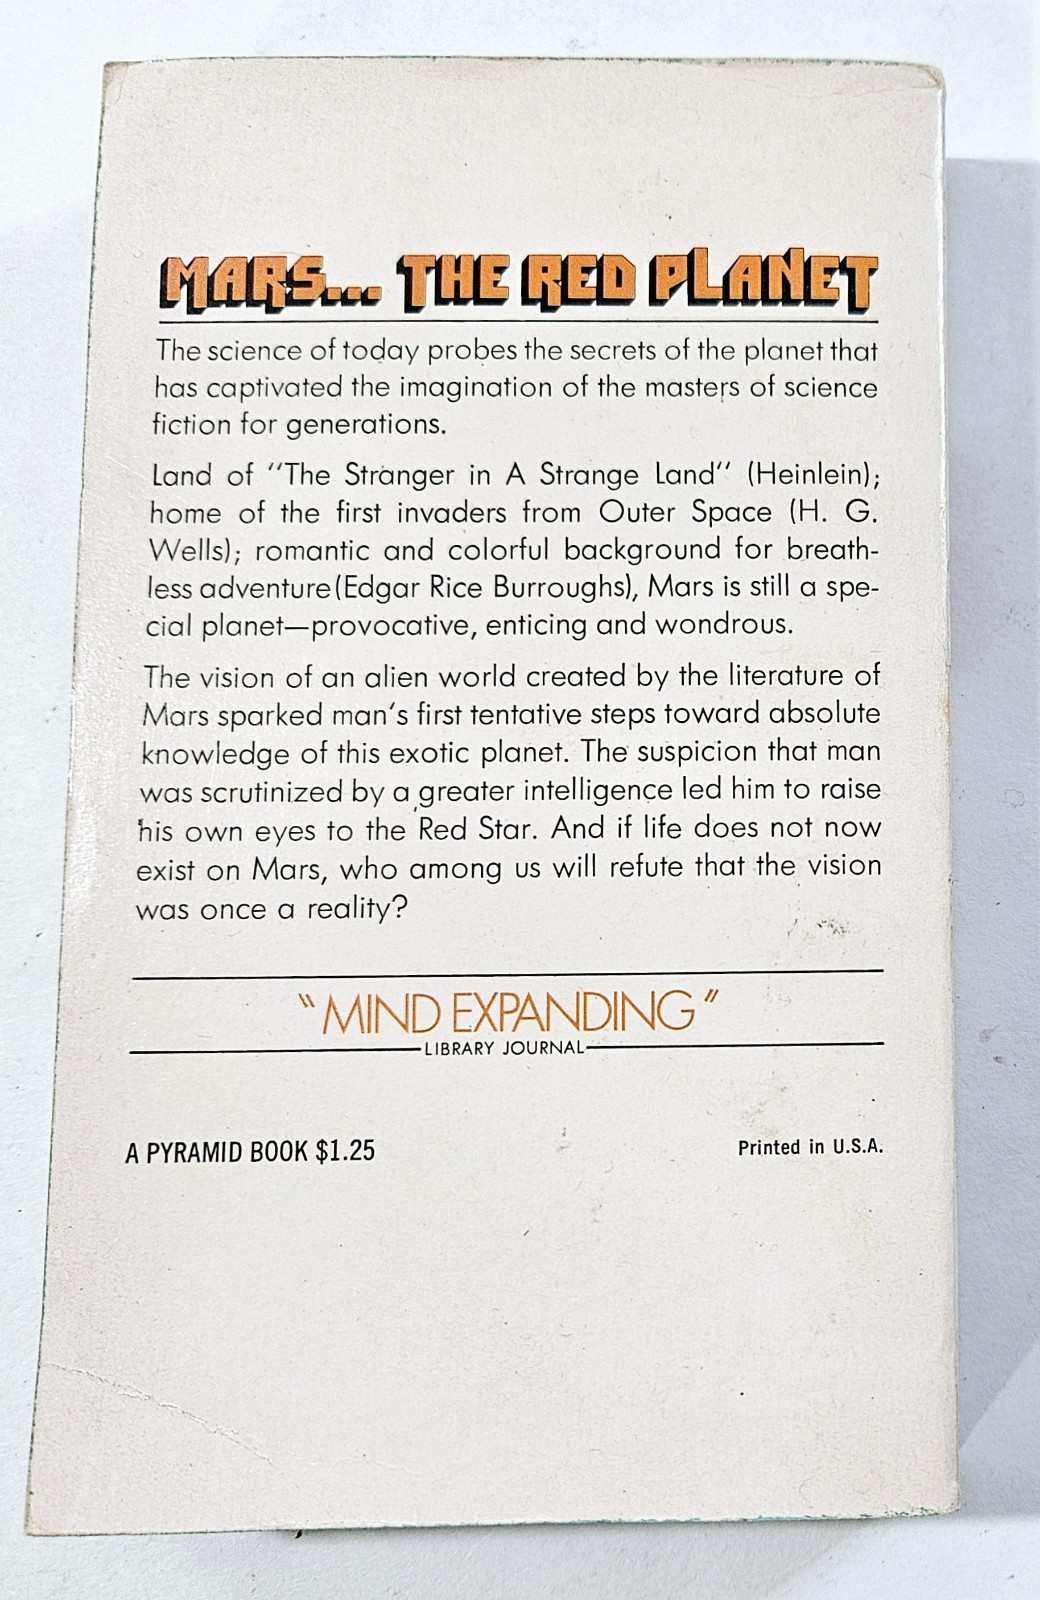 MARS... THE RED PLANET
The science of today probes the secrets of the planet that
has captivated the imagination of the masters of science
fiction for generations.
Land of "The Stranger in A Strange Land" (Heinlein);
home of the first invaders from Outer Space (H. G.
Wells); romantic and colorful background for breath-
less adventure(Edgar Rice Burroughs), Mars is still a spe-
cial planet—provocative, enticing and wondrous.
The vision of an alien world created by the literature of
Mars sparked man's first tentative steps toward absolute
knowledge of this exotic planet. The suspicion that man
was scrutinized by a greater intelligence led him to raise
his own eyes to the Red Star. And if life does not now
exist on Mars, who among us will refute that the vision
was once a reality?
"MIND EXPANDING"
LIBRARY JOURNAL
A PYRAMID BOOK $1.25
Printed in U.S.A.